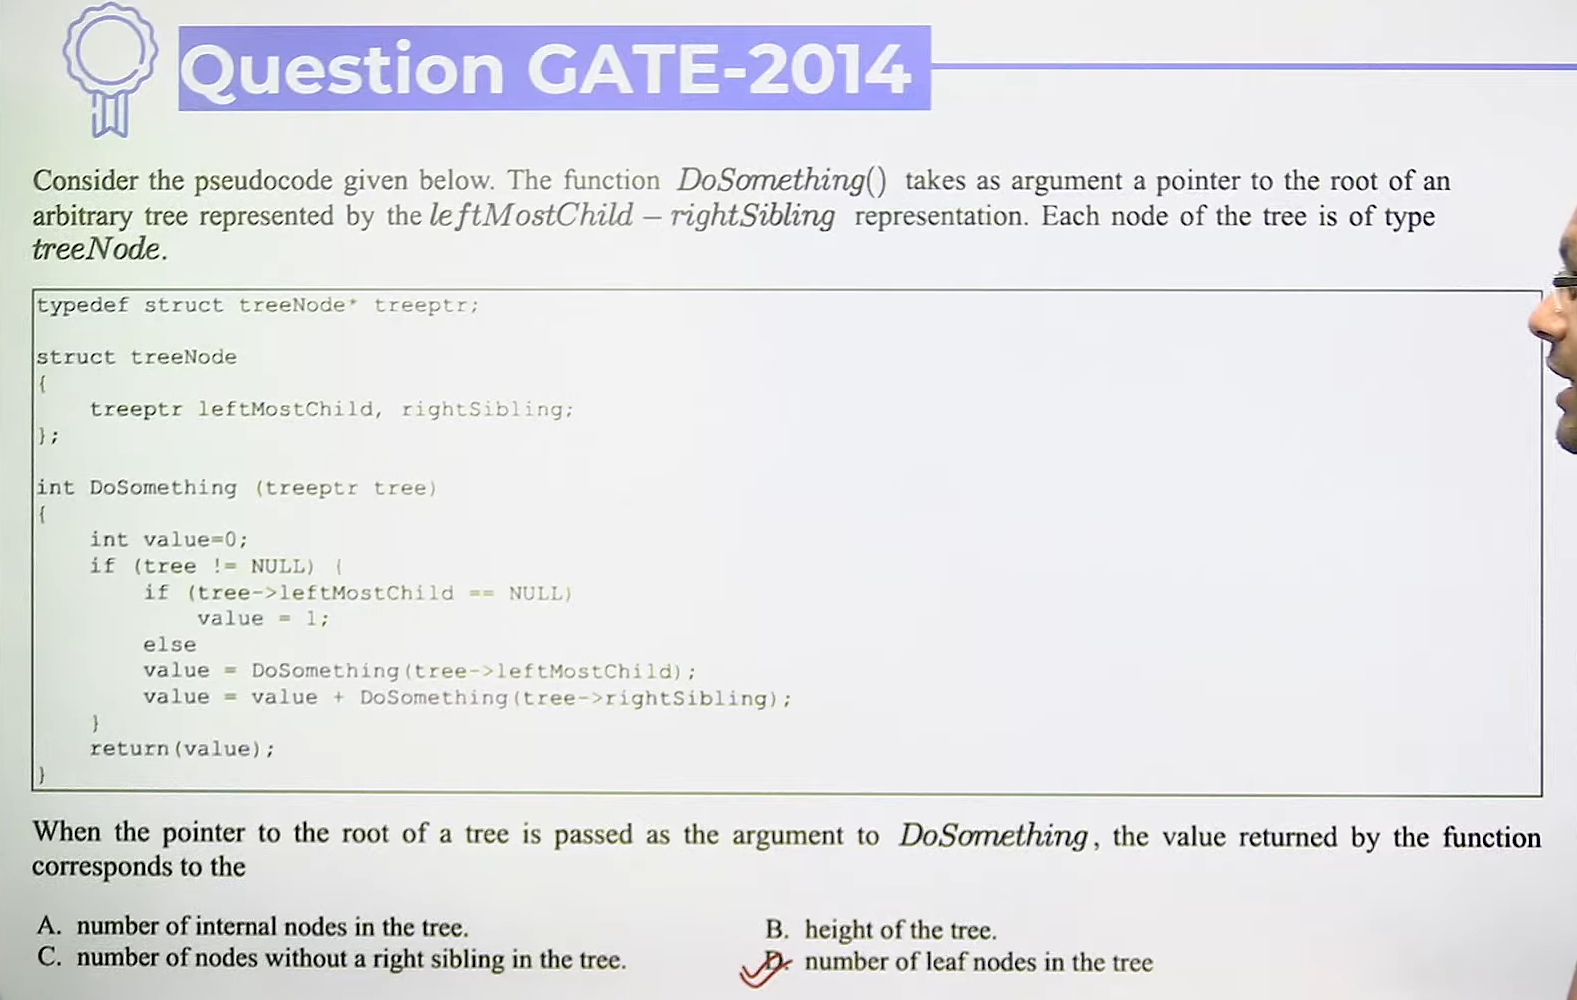 Question GATE-2014
Consider the pseudocode given below. The function DoSomething() takes as argument a pointer to the root of an
arbitrary tree represented by the leftMostChild – rightSibling representation. Each node of the tree is of type
treeNode.
typedef struct treeNode* treeptr;
struct treeNode
{
    treeptr leftMostChild, rightSibling;
};
int DoSomething (treeptr tree)
{
    int value=0;
    if (tree != NULL) {
        if (tree->leftMostChild == NULL)
            value = 1;
        else
        value = DoSomething(tree->leftMostChild);
        value = value + DoSomething(tree->rightSibling);
    }
    return(value);
}
When the pointer to the root of a tree is passed as the argument to DoSomething, the value returned by the function
corresponds to the
A. number of internal nodes in the tree.
B. height of the tree.
C. number of nodes without a right sibling in the tree.
D. number of leaf nodes in the tree